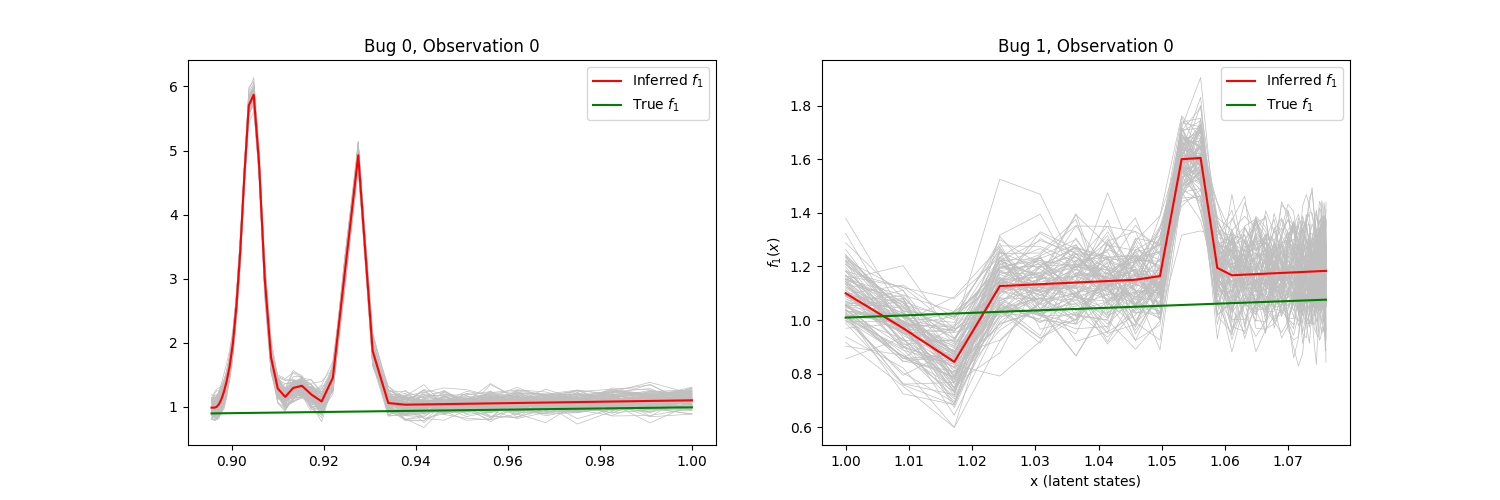 Bug 0, Observation 0
Inferred f₁
True f₁
6
5
4
3
2
1
0.90 0.92 0.94 0.96 0.98 1.00
Bug 1, Observation 0
Inferred f₁
True f₁
f₁(x)
1.8
1.6
1.4
1.2
1.0
0.8
0.6
1.00 1.01 1.02 1.03 1.04 1.05 1.06 1.07
x (latent states)